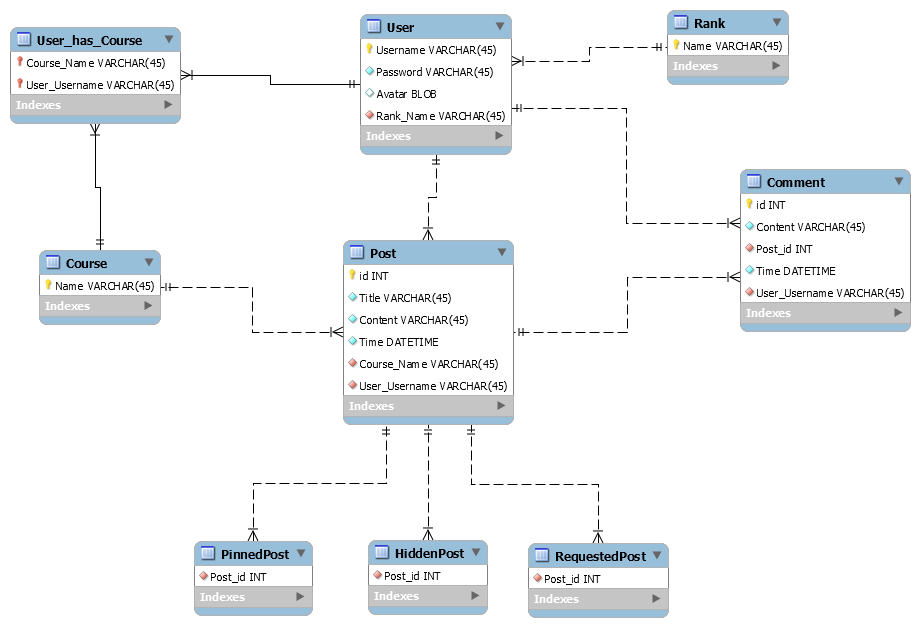 User_has_Course
Course_Name VARCHAR(45)
User_Username VARCHAR(45)
Indexes
User
Username VARCHAR(45)
Password VARCHAR(45)
Avatar BLOB
Rank_Name VARCHAR(45)
Indexes
Rank
Name VARCHAR(45)
Indexes
Comment
id INT
Content VARCHAR(45)
Post_id INT
Time DATETIME
User_Username VARCHAR(45)
Indexes
Course
Name VARCHAR(45)
Indexes
Post
id INT
Title VARCHAR(45)
Content VARCHAR(45)
Time DATETIME
Course_Name VARCHAR(45)
User_Username VARCHAR(45)
Indexes
PinnedPost
Post_id INT
Indexes
HiddenPost
Post_id INT
Indexes
RequestedPost
Post_id INT
Indexes